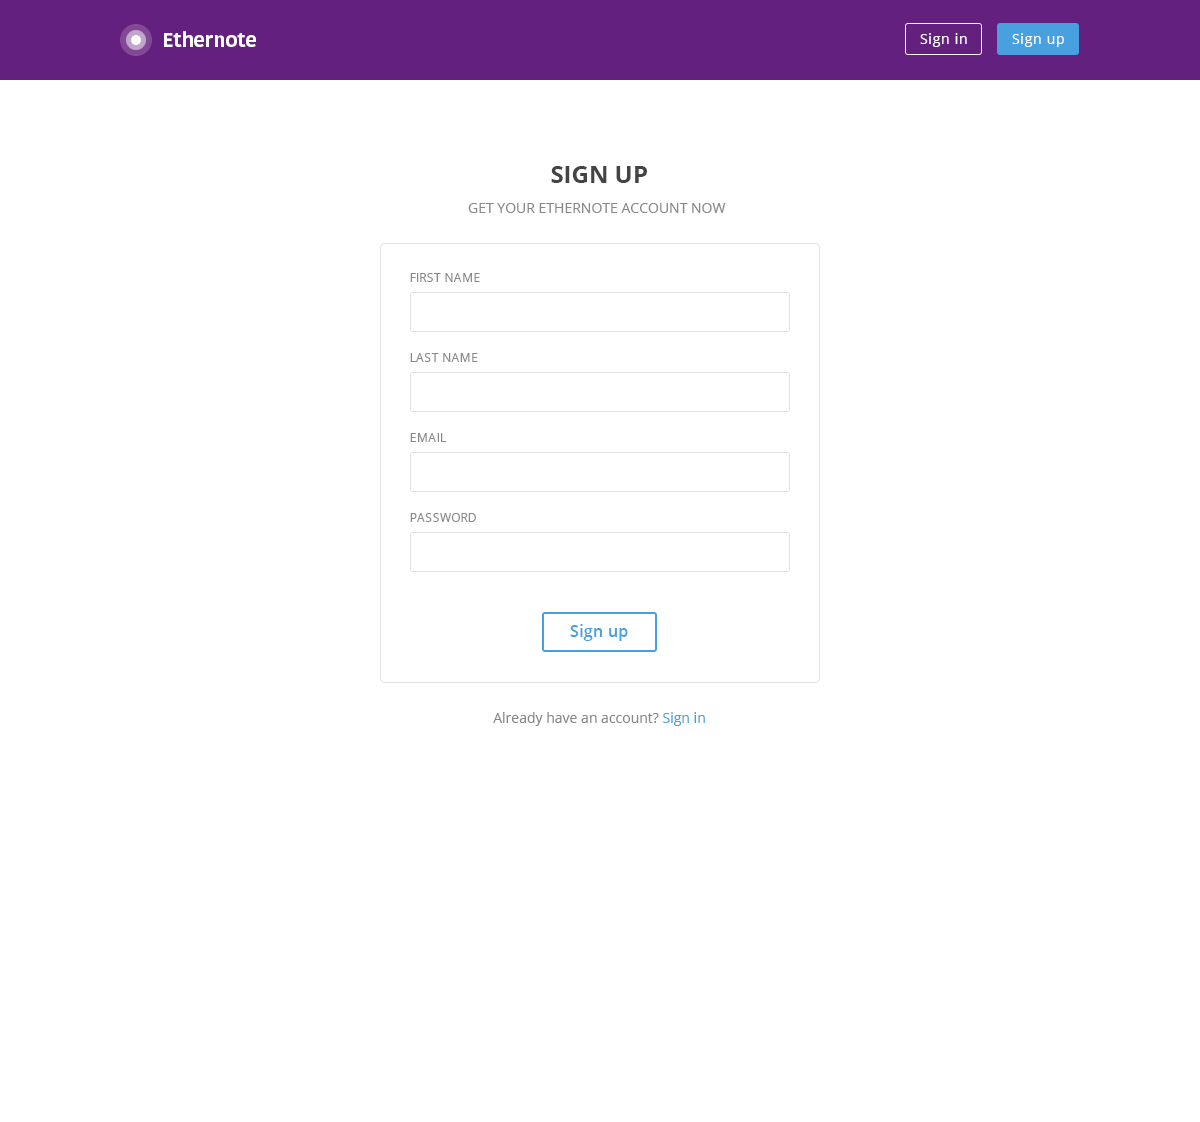 Ethernote
Sign in
Sign up
SIGN UP
GET YOUR ETHERNOTE ACCOUNT NOW
FIRST NAME
LAST NAME
EMAIL
PASSWORD
Sign up
Already have an account? Sign in